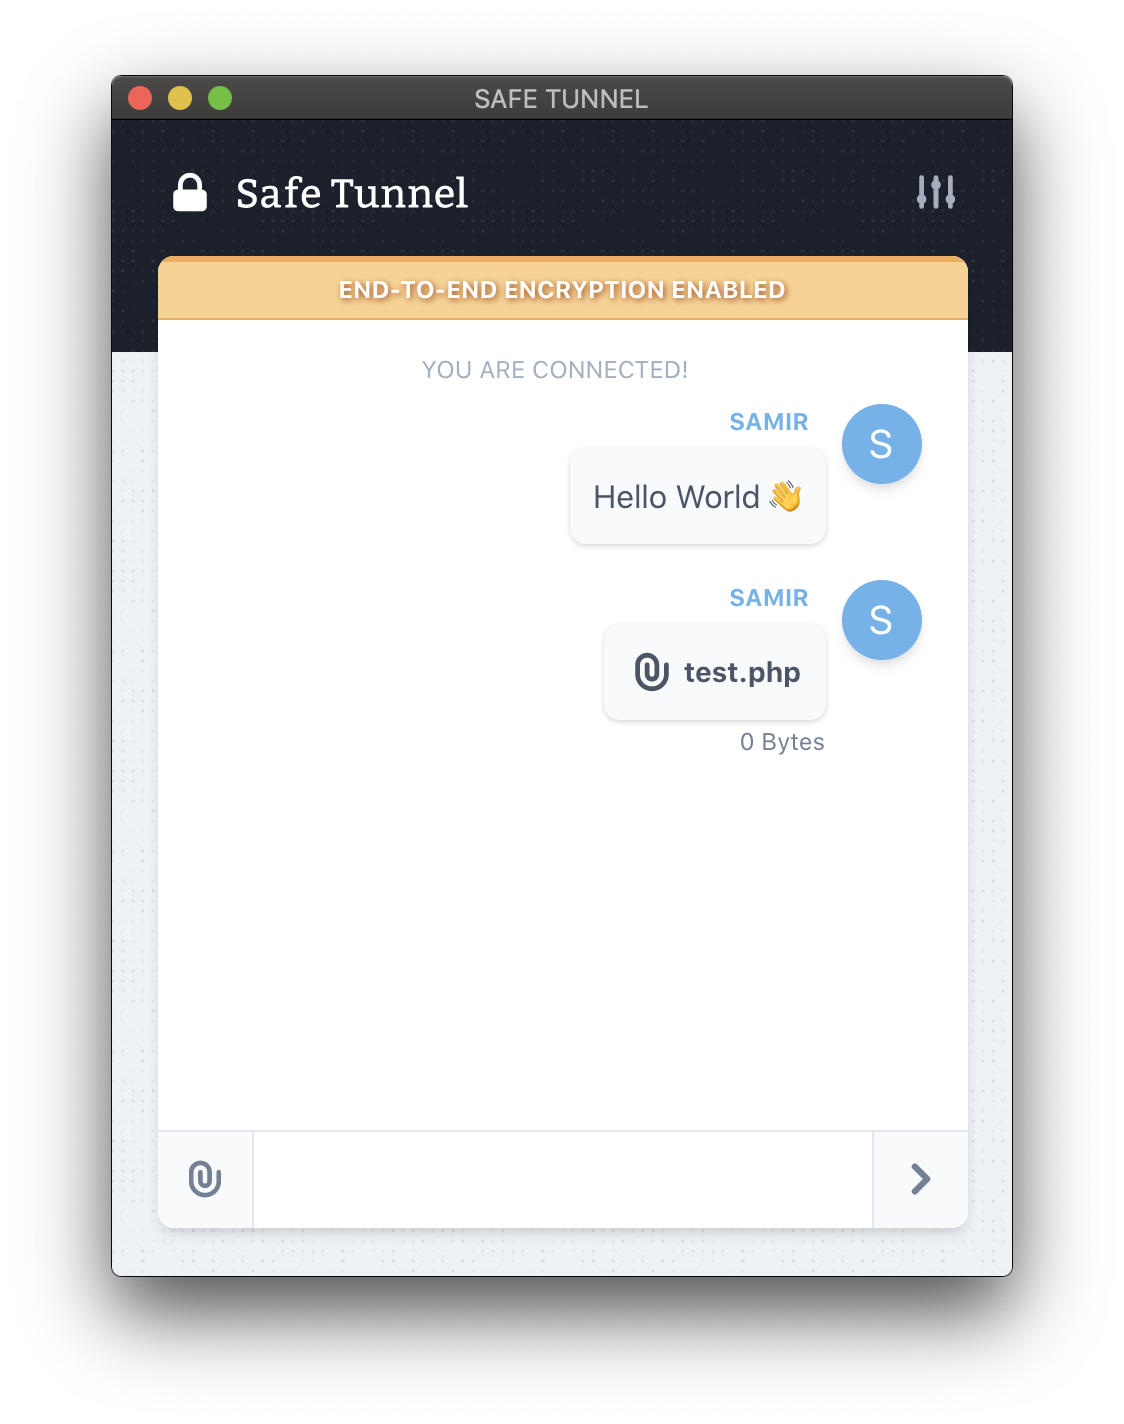 SAFE TUNNEL
Safe Tunnel
END-TO-END ENCRYPTION ENABLED
YOU ARE CONNECTED!
SAMIR
S
Hello World 👋
SAMIR
S
test.php
0 Bytes